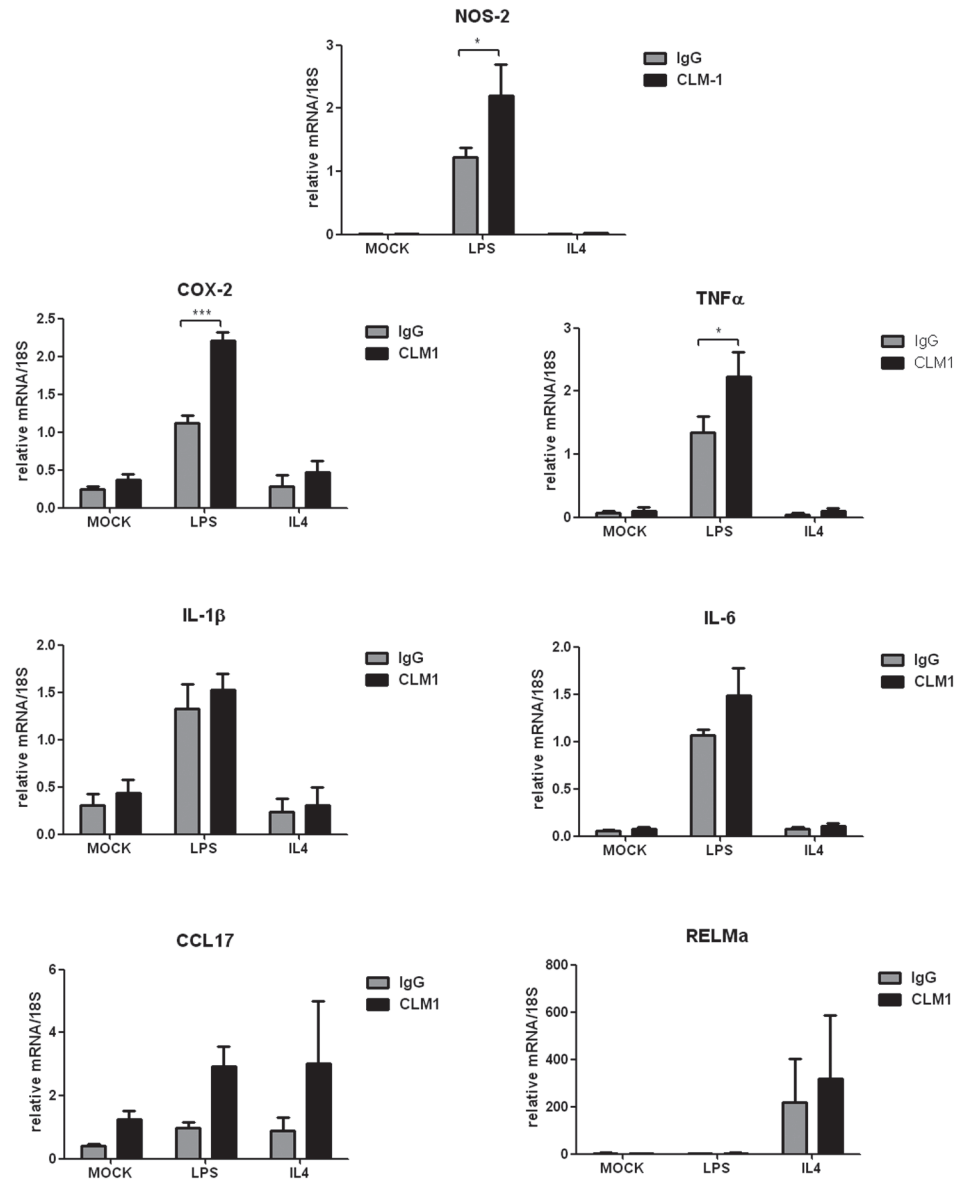 NOS-2
*
3
2
1
0
relative mRNA/18S
MOCK LPS IL4
IgG
CLM-1
COX-2
***
2.5
2.0
1.5
1.0
0.5
0.0
relative mRNA/18S
MOCK LPS IL4
IgG
CLM1
TNFα
*
3
2
1
0
relative mRNA/18S
MOCK LPS IL4
IgG
CLM1
IL-1β
2.0
1.5
1.0
0.5
0.0
relative mRNA/18S
MOCK LPS IL4
IgG
CLM1
IL-6
2.0
1.5
1.0
0.5
0.0
relative mRNA/18S
MOCK LPS IL4
IgG
CLM1
CCL17
6
4
2
0
relative mRNA/18S
MOCK LPS IL4
IgG
CLM1
RELMa
800
600
400
200
0
relative mRNA/18S
MOCK LPS IL4
IgG
CLM1